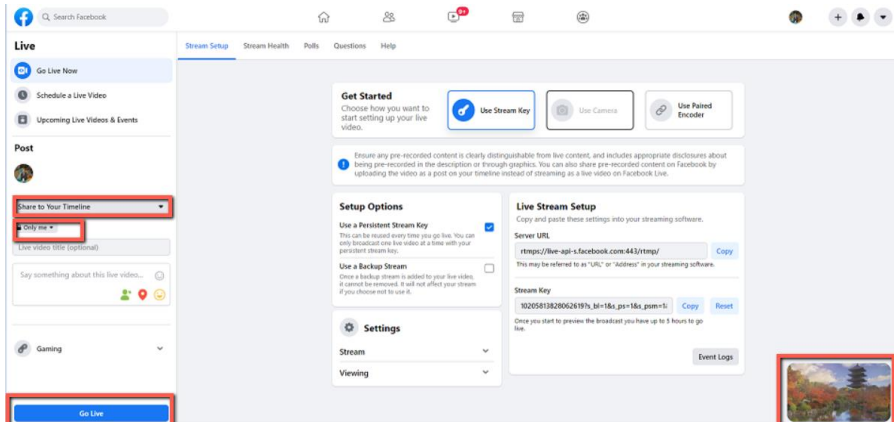 Search Facebook
9+
Live
Go Live Now
Schedule a Live Video
Upcoming Live Videos & Events
Post
Share to Your Timeline
Only me
Live video title (optional)
Say something about this live video...
Gaming
Go Live
Stream Setup Stream Health Polls Questions Help
Get Started
Choose how you want to
start setting up your live
video.
Use Stream Key
Use Camera
Use Paired
Encoder
Ensure any pre-recorded content is clearly distinguishable from live content, and includes appropriate disclosures about
being pre-recorded in the description or through graphics. You can also share pre-recorded content on Facebook by
uploading the video as a post on your timeline instead of streaming as a live video on Facebook Live.
Setup Options
Use a Persistent Stream Key
This can be reused every time you go live. You can
only broadcast one live video at a time with your
persistent stream key.
Use a Backup Stream
Once a backup stream is added to your live video,
it cannot be removed. It will not affect your stream
if you choose not to use it.
Settings
Stream
Viewing
Live Stream Setup
Copy and paste these settings into your streaming software.
Server URL
rtmps://live-api-s.facebook.com:443/rtmp/ Copy
This may be referred to as "URL" or "Address" in your streaming software.
Stream Key
Copy Reset
Once you start to preview the broadcast you have up to 5 hours to go
live.
Event Logs